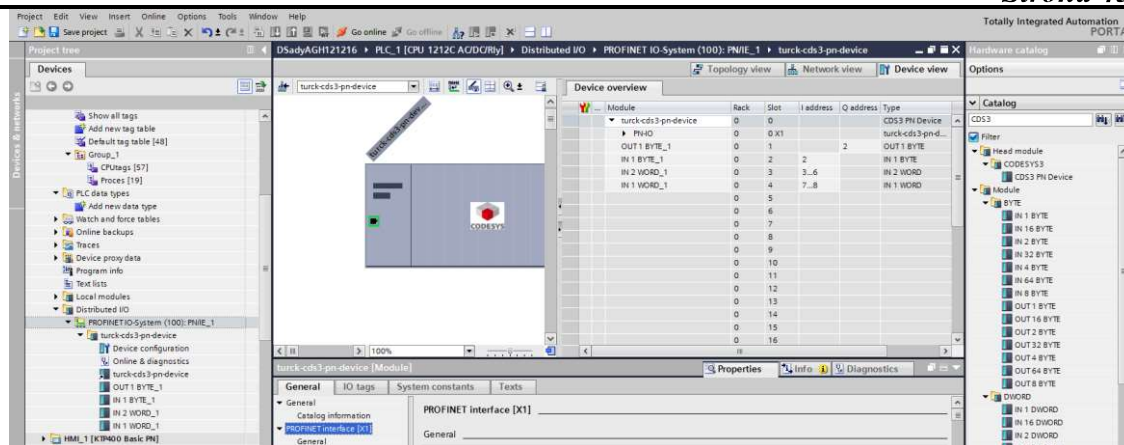 Project Edit View Insert Online Options Tools Window Help
Totally Integrated Automation
PORTA
Save project Go online Go offline
Project tree
DSadyAGH121216 ▸ PLC_1 [CPU 1212C AC/DC/Rly] ▸ Distributed I/O ▸ PROFINET IO-System (100): PN/IE_1 ▸ turck-cds3-pn-device
Hardware catalog
Devices
Topology view Network view Device view
Options
Devices & networks
turck-cds3-pn-device
Device overview
Catalog
CDS3
Filter
Show all tags
Add new tag table
Default tag table [48]
Group_1
CPUtags [57]
Proces [19]
PLC data types
Add new data type
Watch and force tables
Online backups
Traces
Device proxy data
Program info
Text lists
Local modules
Distributed I/O
PROFINET IO-System (100): PN/IE_1
turck-cds3-pn-device
Device configuration
Online & diagnostics
turck-cds3-pn-device
OUT 1 BYTE_1
IN 1 BYTE_1
IN 2 WORD_1
IN 1 WORD_1
HMI_1 [KTP400 Basic PN]
turck-cds3-pn-dev...
CODESYS
100%
... Module Rack Slot I address Q address Type
turck-cds3-pn-device 0 0 CDS3 PN Device
PN-IO 0 0 X1 turck-cds3-pn-d...
OUT 1 BYTE_1 0 1 2 OUT 1 BYTE
IN 1 BYTE_1 0 2 2 IN 1 BYTE
IN 2 WORD_1 0 3 3...6 IN 2 WORD
IN 1 WORD_1 0 4 7...8 IN 1 WORD
0 5
0 6
0 7
0 8
0 9
0 10
0 11
0 12
0 13
0 14
0 15
0 16
turck-cds3-pn-device [Module]
Properties Info Diagnostics
General IO tags System constants Texts
General
Catalog information
PROFINET interface [X1]
General
PROFINET interface [X1]
General
Head module
CODESYS3
CDS3 PN Device
Module
BYTE
IN 1 BYTE
IN 16 BYTE
IN 2 BYTE
IN 32 BYTE
IN 4 BYTE
IN 64 BYTE
IN 8 BYTE
OUT 1 BYTE
OUT 16 BYTE
OUT 2 BYTE
OUT 32 BYTE
OUT 4 BYTE
OUT 64 BYTE
OUT 8 BYTE
DWORD
IN 1 DWORD
IN 16 DWORD
IN 2 DWORD